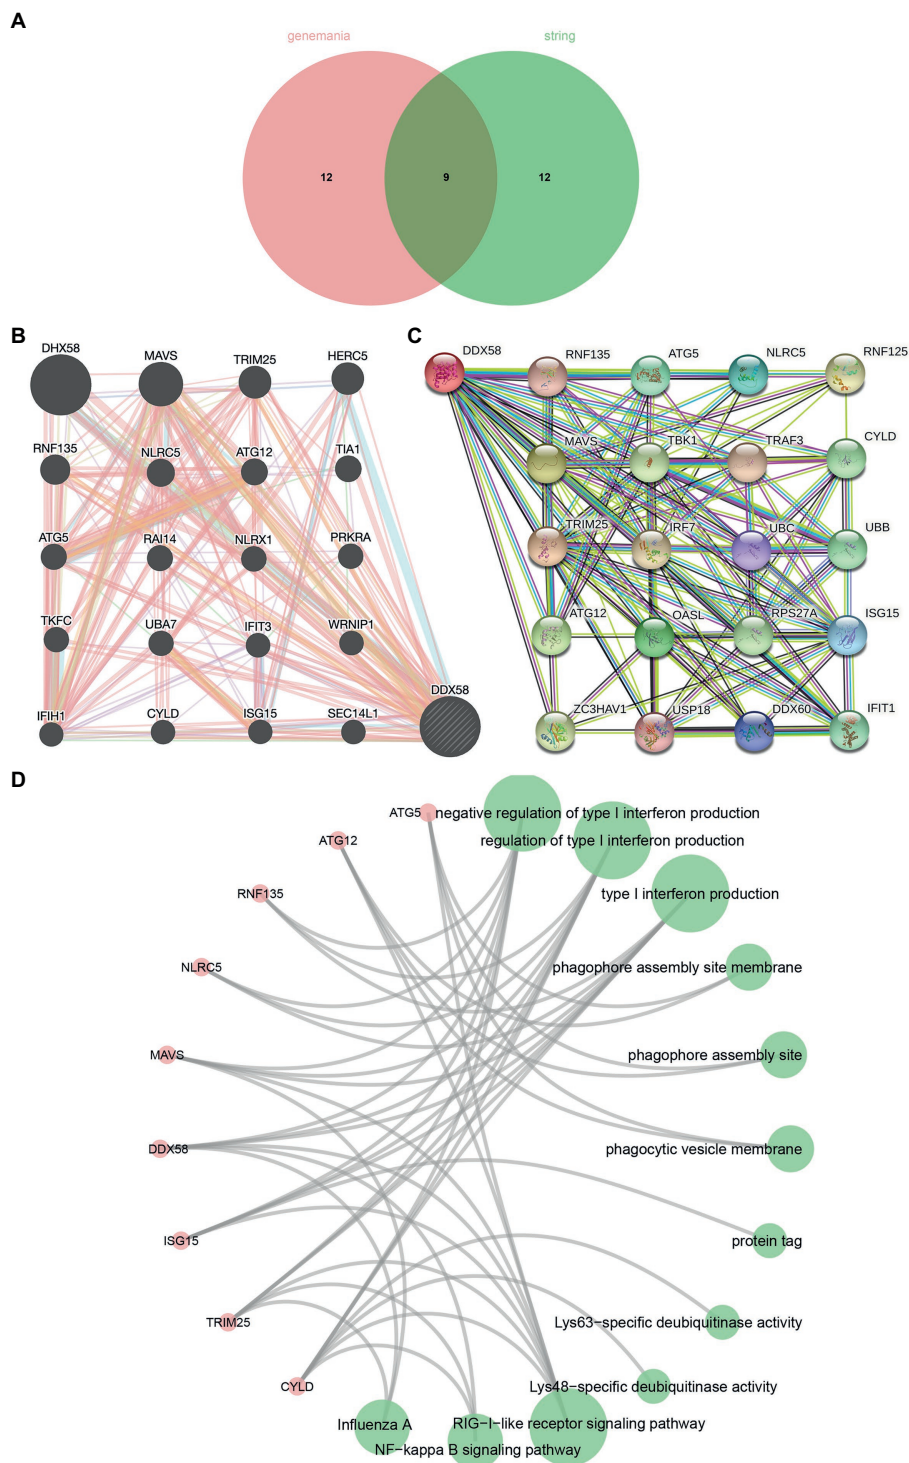 A
genemania string
12 9 12
B
DHX58 MAVS TRIM25 HERC5
RNF135 NLRC5 ATG12 TIA1
ATG5 RAI14 NLRX1 PRKRA
TKFC UBA7 IFIT3 WRNIP1
DDX58
IFIH1 CYLD ISG15 SEC14L1
C
DDX58 RNF135 ATG5 NLRC5 RNF125
MAVS TBK1 TRAF3 CYLD
TRIM25 IRF7 UBC UBB
ATG12 OASL RPS27A ISG15
ZC3HAV1 USP18 DDX60 IFIT1
D
ATG5 negative regulation of type I interferon production
ATG12 regulation of type I interferon production
RNF135 type I interferon production
NLRC5 phagophore assembly site membrane
MAVS phagophore assembly site
DDX58 phagocytic vesicle membrane
ISG15 protein tag
TRIM25 Lys63−specific deubiquitinase activity
CYLD Lys48−specific deubiquitinase activity
Influenza A RIG−I−like receptor signaling pathway
NF−kappa B signaling pathway